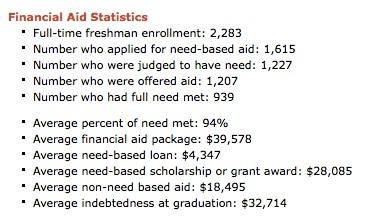 Financial Aid Statistics
• Full-time freshman enrollment: 2,283
• Number who applied for need-based aid: 1,615
• Number who were judged to have need: 1,227
• Number who were offered aid: 1,207
• Number who had full need met: 939
• Average percent of need met: 94%
• Average financial aid package: $39,578
• Average need-based loan: $4,347
• Average need-based scholarship or grant award: $28,085
• Average non-need based aid: $18,495
• Average indebtedness at graduation: $32,714